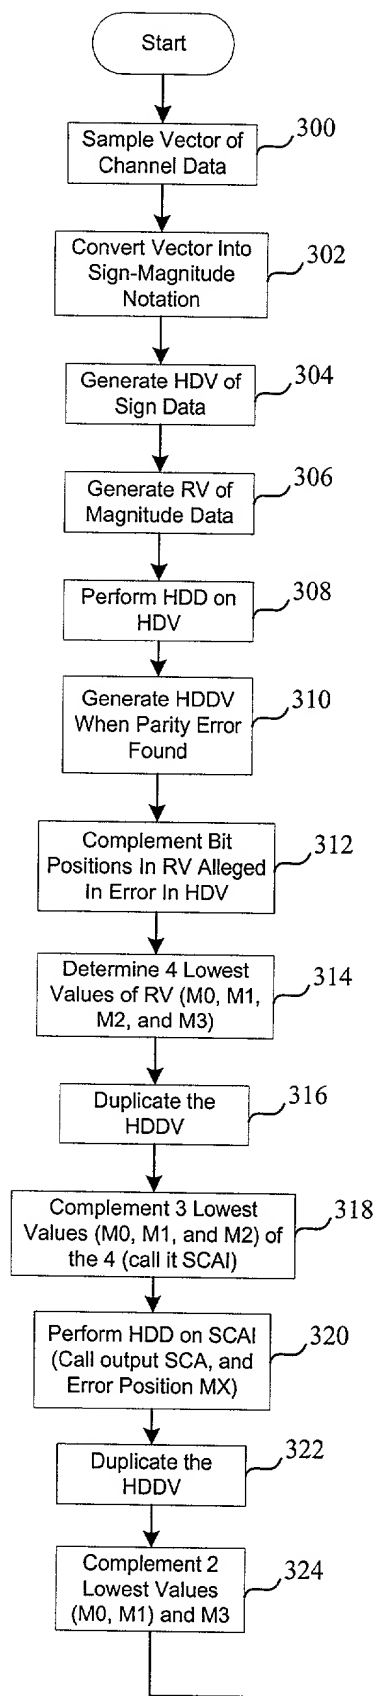 Start
300
Sample Vector of
Channel Data
302
Convert Vector Into
Sign-Magnitude
Notation
304
Generate HDV of
Sign Data
306
Generate RV of
Magnitude Data
308
Perform HDD on
HDV
310
Generate HDDV
When Parity Error
Found
312
Complement Bit
Positions In RV Alleged
In Error In HDV
314
Determine 4 Lowest
Values of RV (M0, M1,
M2, and M3)
316
Duplicate the
HDDV
318
Complement 3 Lowest
Values (M0, M1, and M2) of
the 4 (call it SCAI)
320
Perform HDD on SCAI
(Call output SCA, and
Error Position MX)
322
Duplicate the
HDDV
324
Complement 2
Lowest Values
(M0, M1) and M3